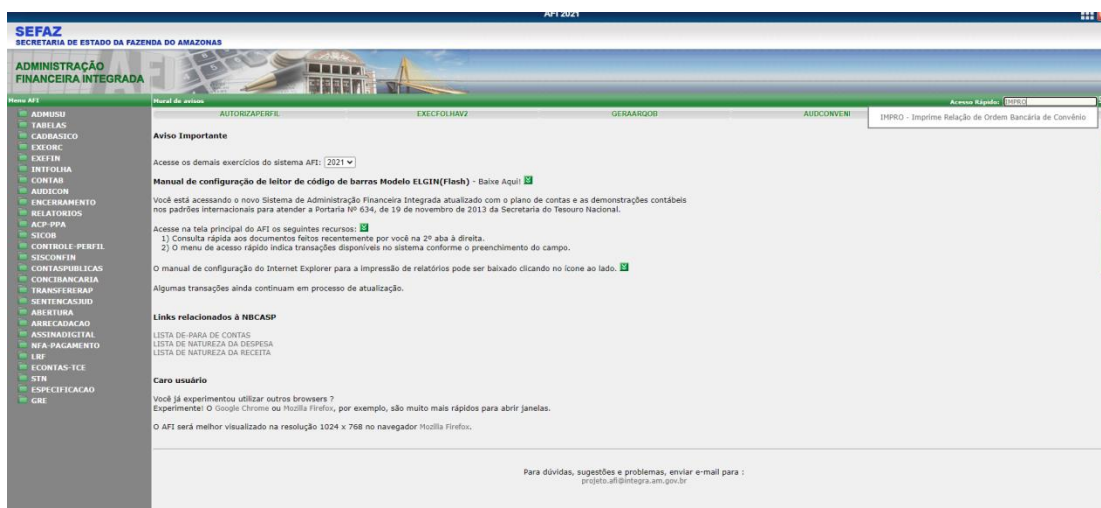 AFI 2021
SEFAZ
SECRETARIA DE ESTADO DA FAZENDA DO AMAZONAS
ADMINISTRAÇÃO
FINANCEIRA INTEGRADA
Menu AFI
Mural de avisos
Acesso Rápido: IMPRO
IMPRO - Imprime Relação de Ordem Bancária de Convênio
ADMUSU
TABELAS
CADBASICO
EXEORC
EXEFIN
INTFOLHA
CONTAB
AUDICON
ENCERRAMENTO
RELATORIOS
ACP-PPA
SICOB
CONTROLE-PERFIL
SISCONFIN
CONTASPUBLICAS
CONCIBANCARIA
TRANSFERERAP
SENTENCASJUD
ABERTURA
ARRECADACAO
ASSINADIGITAL
NFA-PAGAMENTO
LRF
ECONTAS-TCE
STN
ESPECIFICACAO
GRE
AUTORIZAPERFIL EXECFOLHAV2 GERAARQOB AUDCONVENI
Aviso Importante
Acesse os demais exercícios do sistema AFI: 2021
Manual de configuração de leitor de código de barras Modelo ELGIN(Flash) - Baixe Aqui!
Você está acessando o novo Sistema de Administração Financeira Integrada atualizado com o plano de contas e as demonstrações contábeis
nos padrões internacionais para atender a Portaria Nº 634, de 19 de novembro de 2013 da Secretaria do Tesouro Nacional.
Acesse na tela principal do AFI os seguintes recursos:
1) Consulta rápida aos documentos feitos recentemente por você na 2º aba à direita.
2) O menu de acesso rápido indica transações disponíveis no sistema conforme o preenchimento do campo.
O manual de configuração do Internet Explorer para a impressão de relatórios pode ser baixado clicando no ícone ao lado.
Algumas transações ainda continuam em processo de atualização.
Links relacionados à NBCASP
LISTA DE-PARA DE CONTAS
LISTA DE NATUREZA DA DESPESA
LISTA DE NATUREZA DA RECEITA
Caro usuário
Você já experimentou utilizar outros browsers ?
Experimente! O Google Chrome ou Mozilla Firefox, por exemplo, são muito mais rápidos para abrir janelas.
O AFI será melhor visualizado na resolução 1024 x 768 no navegador Mozilla Firefox.
Para dúvidas, sugestões e problemas, enviar e-mail para :
projeto.afi@integra.am.gov.br